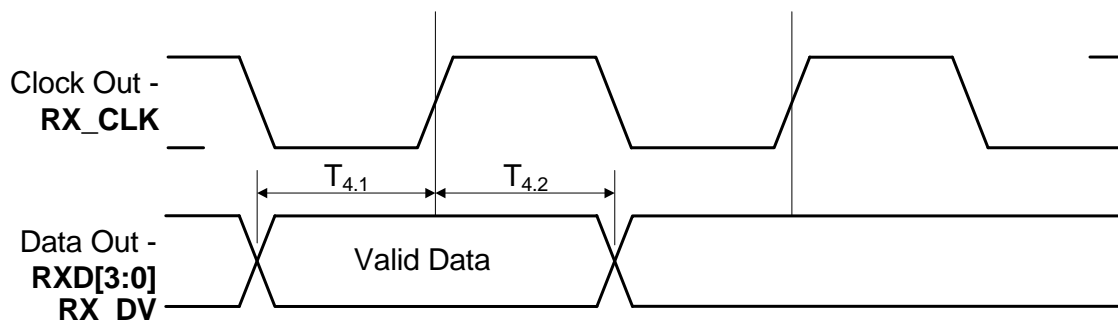 Clock Out -
RX_CLK
T4.1
T4.2
Data Out -
RXD[3:0]
RX_DV
Valid Data